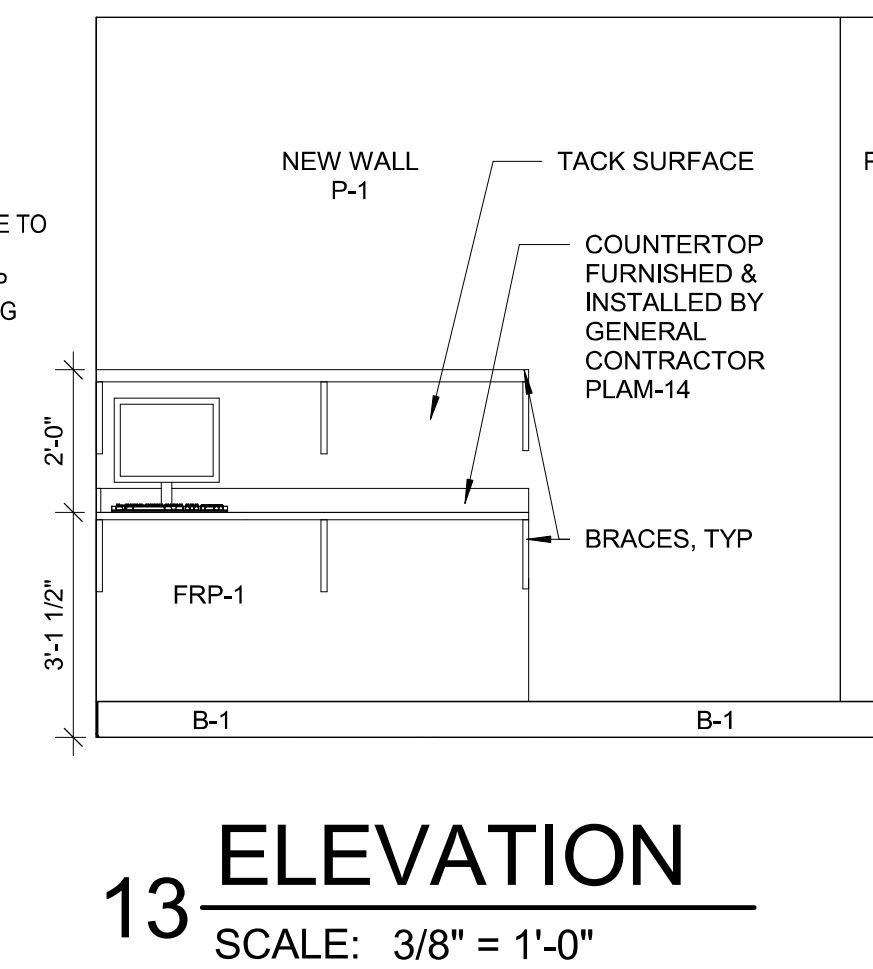 NEW WALL
P-1
TACK SURFACE
E TO
P
G
COUNTERTOP
FURNISHED &
INSTALLED BY
GENERAL
CONTRACTOR
PLAM-14
2'-0"
BRACES, TYP
3'-1 1/2"
FRP-1
B-1
B-1
13
ELEVATION
SCALE: 3/8" = 1'-0"